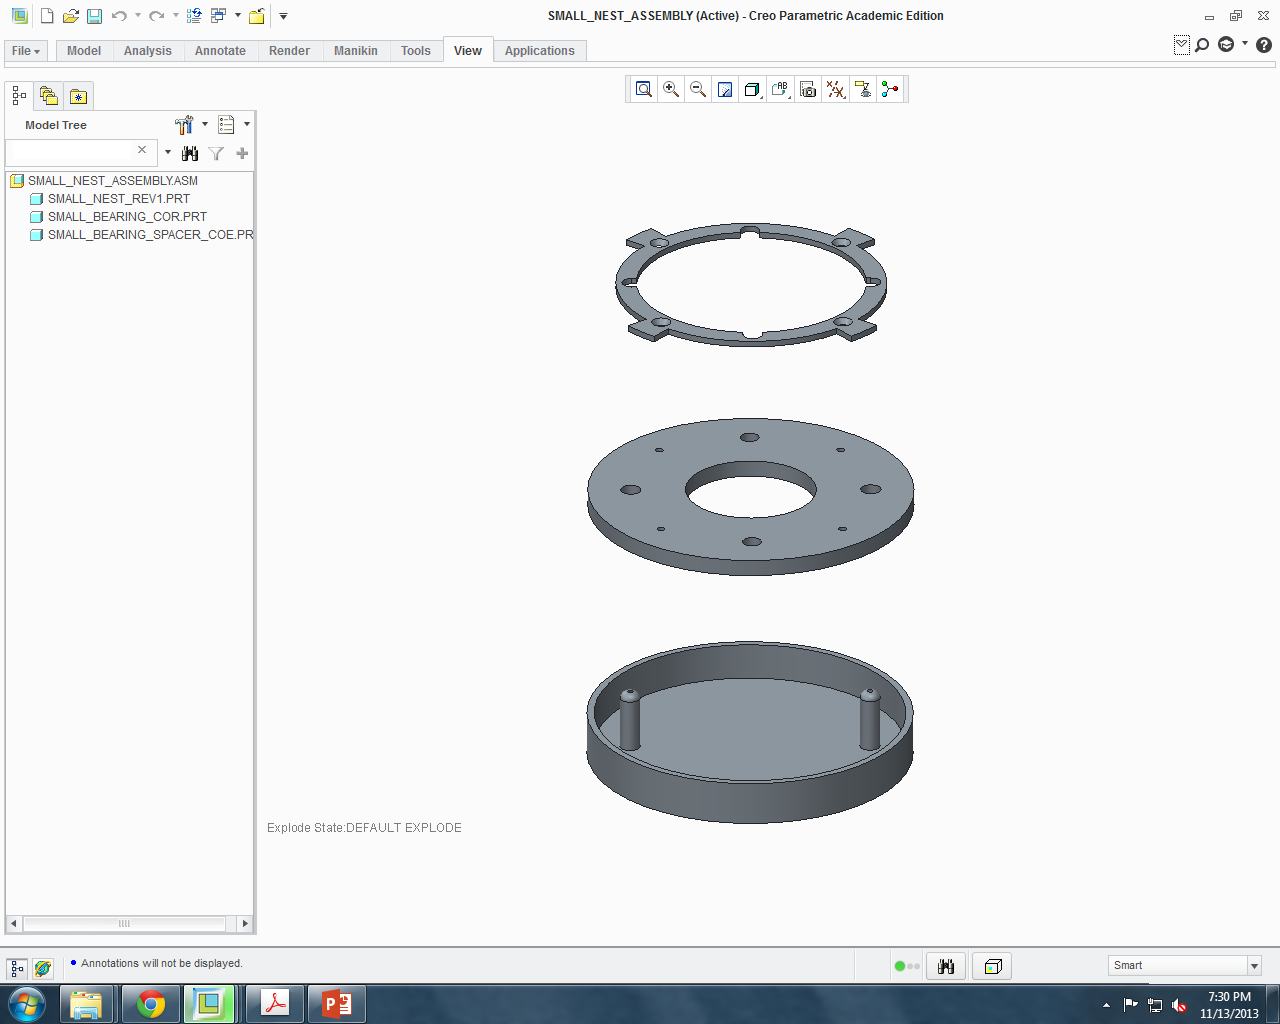 SMALL_NEST_ASSEMBLY (Active) - Creo Parametric Academic Edition
File Model Analysis Annotate Render Manikin Tools View Applications
AB
Model Tree
SMALL_NEST_ASSEMBLY.ASM
SMALL_NEST_REV1.PRT
SMALL_BEARING_COR.PRT
SMALL_BEARING_SPACER_COE.PR
Explode State:DEFAULT EXPLODE
Annotations will not be displayed.
Smart
7:30 PM
11/13/2013